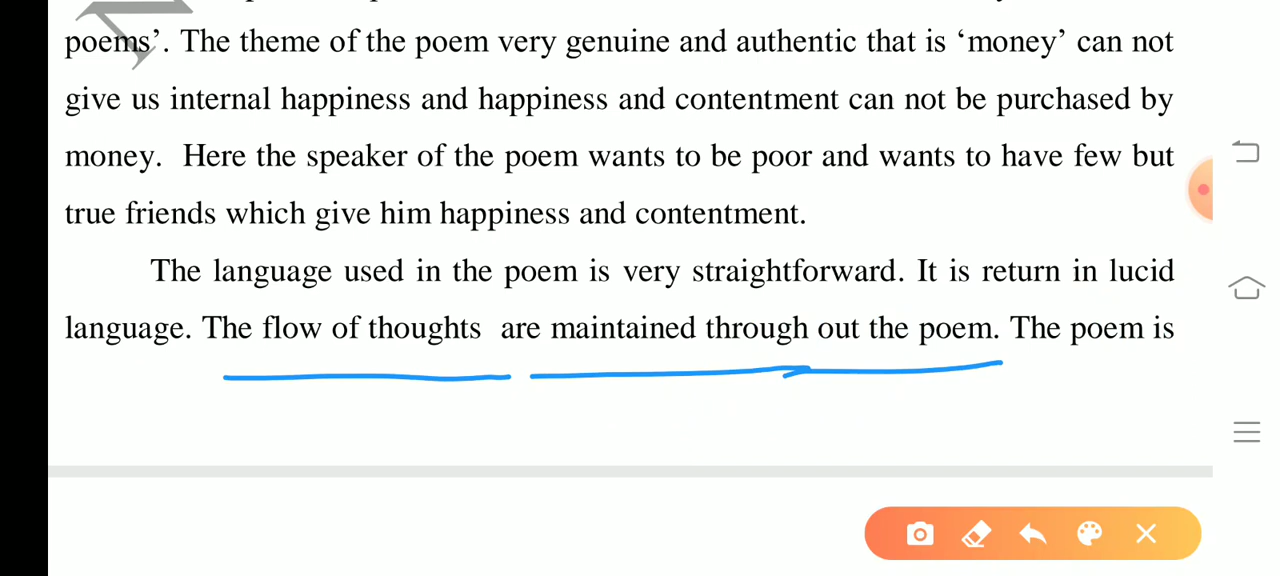 poems’. The theme of the poem very genuine and authentic that is ‘money’ can not
give us internal happiness and happiness and contentment can not be purchased by
money. Here the speaker of the poem wants to be poor and wants to have few but
true friends which give him happiness and contentment.
The language used in the poem is very straightforward. It is return in lucid
language. The flow of thoughts are maintained through out the poem. The poem is